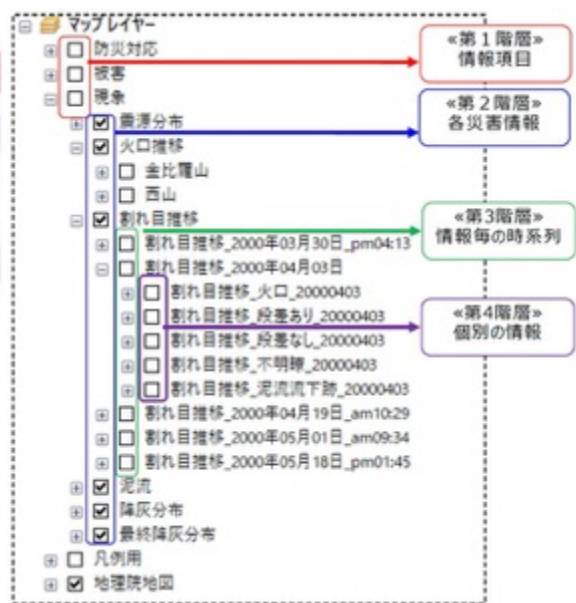 マップレイヤー
防災対応
被害
現象
震源分布
火口推移
金比羅山
西山
割れ目推移
割れ目推移_2000年03月30日_pm04:13
割れ目推移_2000年04月03日
割れ目推移_火口_20000403
割れ目推移_段差あり_20000403
割れ目推移_段差なし_20000403
割れ目推移_不明瞭_20000403
割れ目推移_泥流流下跡_20000403
割れ目推移_2000年04月19日_am10:29
割れ目推移_2000年05月01日_am09:34
割れ目推移_2000年05月18日_pm01:45
泥流
降灰分布
最終降灰分布
凡例用
地理院地図
≪第１階層≫
情報項目
≪第２階層≫
各災害情報
≪第3階層≫
情報毎の時系列
≪第4階層≫
個別の情報